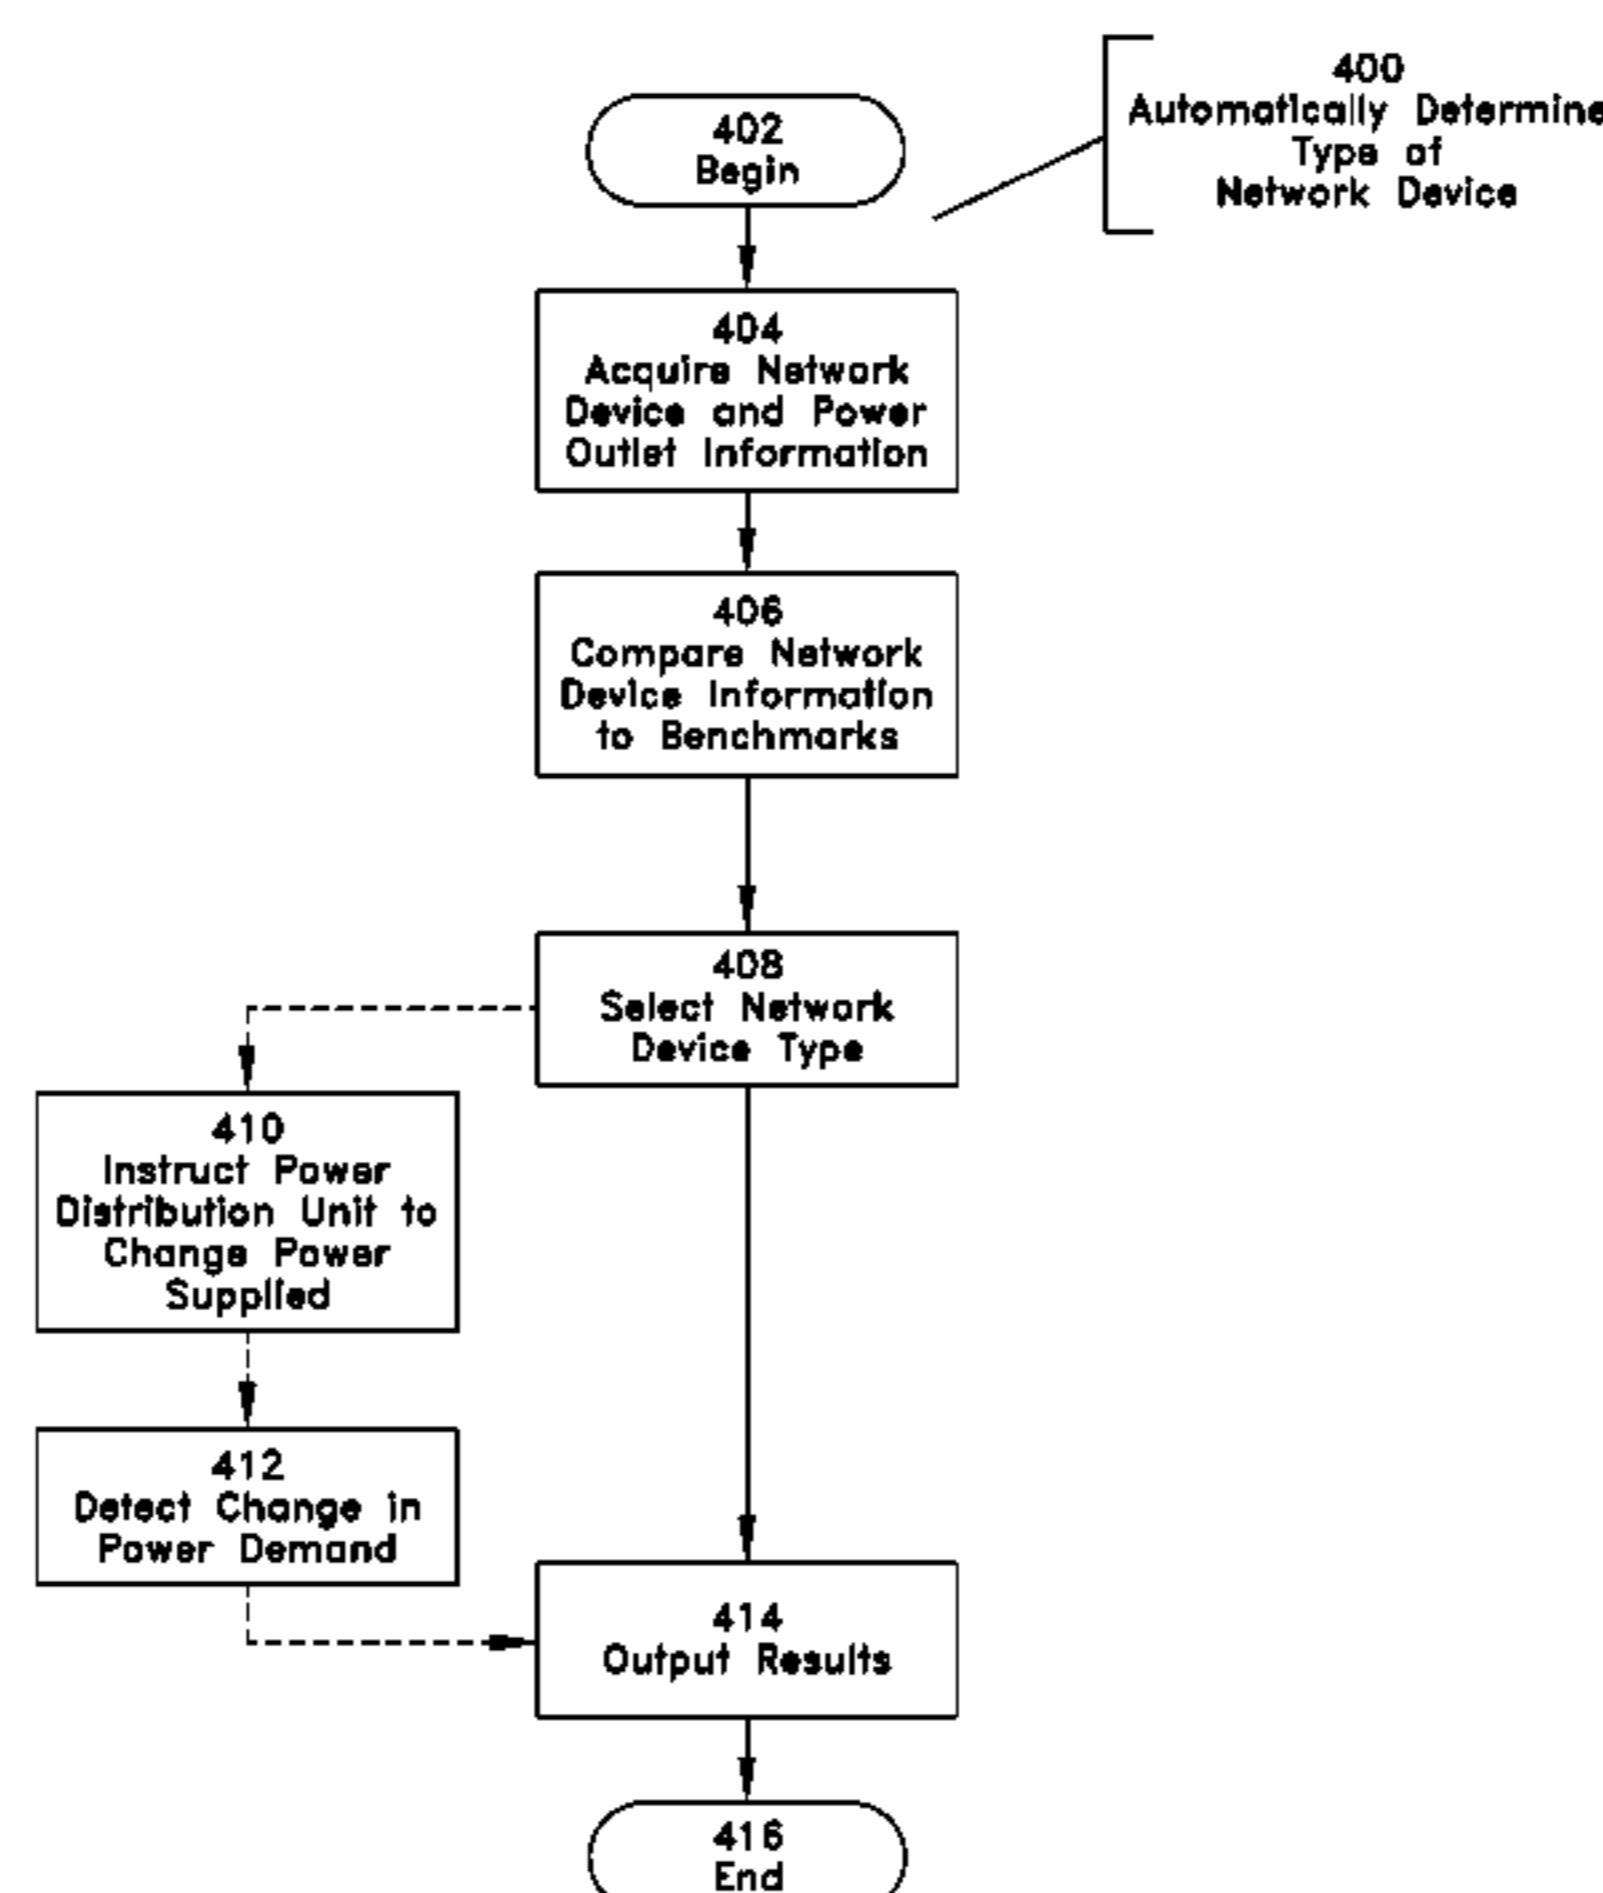 400
Automatically Determine
Type of
Network Device
402
Begin
404
Acquire Network
Device and Power
Outlet Information
406
Compare Network
Device Information
to Benchmarks
408
Select Network
Device Type
410
Instruct Power
Distribution Unit to
Change Power
Supplied
412
Detect Change in
Power Demand
414
Output Results
416
End